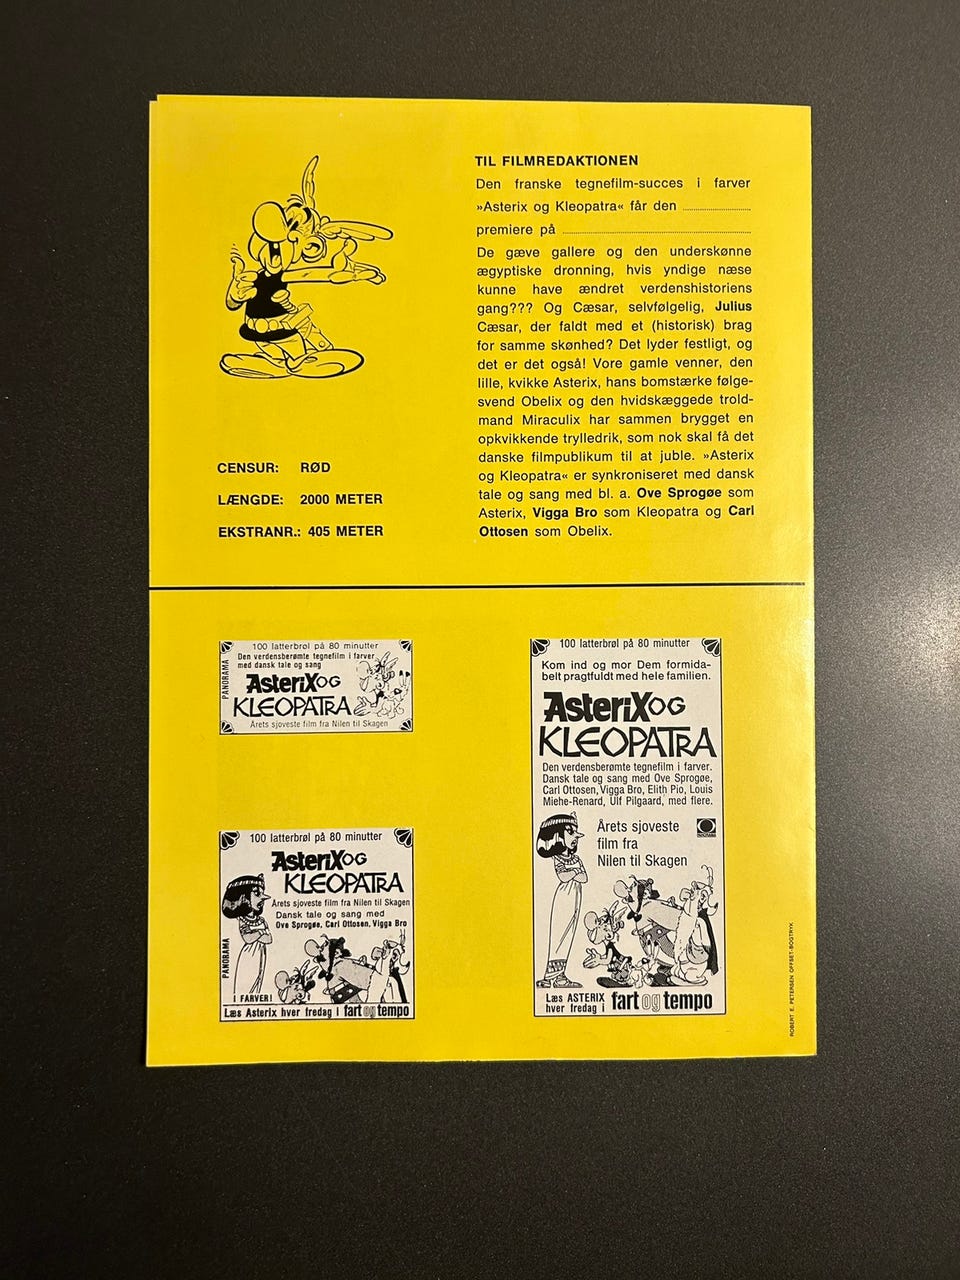 TIL FILMREDAKTIONEN
Den franske tegnefilm-succes i farver
»Asterix og Kleopatra« får den
premiere på
De gæve gallere og den underskønne
ægyptiske dronning, hvis yndige næse
kunne have ændret verdenshistoriens
gang??? Og Cæsar, selvfølgelig, Julius
Cæsar, der faldt med et (historisk) brag
for samme skønhed? Det lyder festligt, og
det er det også! Vore gamle venner, den
lille, kvikke Asterix, hans bomstærke følge-
svend Obelix og den hvidskæggede trold-
mand Miraculix har sammen brygget en
opkvikkende trylledrik, som nok skal få det
danske filmpublikum til at juble. »Asterix
og Kleopatra« er synkroniseret med dansk
tale og sang med bl. a. Ove Sprogøe som
Asterix, Vigga Bro som Kleopatra og Carl
Ottosen som Obelix.
CENSUR: RØD
LÆNGDE: 2000 METER
EKSTRANR.: 405 METER
100 latterbrøl på 80 minutter
Den verdensberømte tegnefilm i farver
med dansk tale og sang
PANORAMA
AsteriX OG
KLEOPATRA
Årets sjoveste film fra Nilen til Skagen
100 latterbrøl på 80 minutter
AsteriX OG
KLEOPATRA
Årets sjoveste film fra Nilen til Skagen
Dansk tale og sang med
Ove Sprogøe, Carl Ottosen, Vigga Bro
PANORAMA
I FARVER!
Læs Asterix hver fredag i fart og tempo
100 latterbrøl på 80 minutter
Kom ind og mor Dem formida-
belt pragtfuldt med hele familien.
AsteriX OG
KLEOPATRA
Den verdensberømte tegnefilm i farver.
Dansk tale og sang med Ove Sprogøe,
Carl Ottosen, Vigga Bro, Elith Pio, Louis
Miehe-Renard, Ulf Pilgaard, med flere.
Årets sjoveste
film fra
Nilen til Skagen
PANORAMA
Læs ASTERIX
hver fredag i fart og tempo
ROBERT E. PETERSEN OFFSET-BOGTRYK